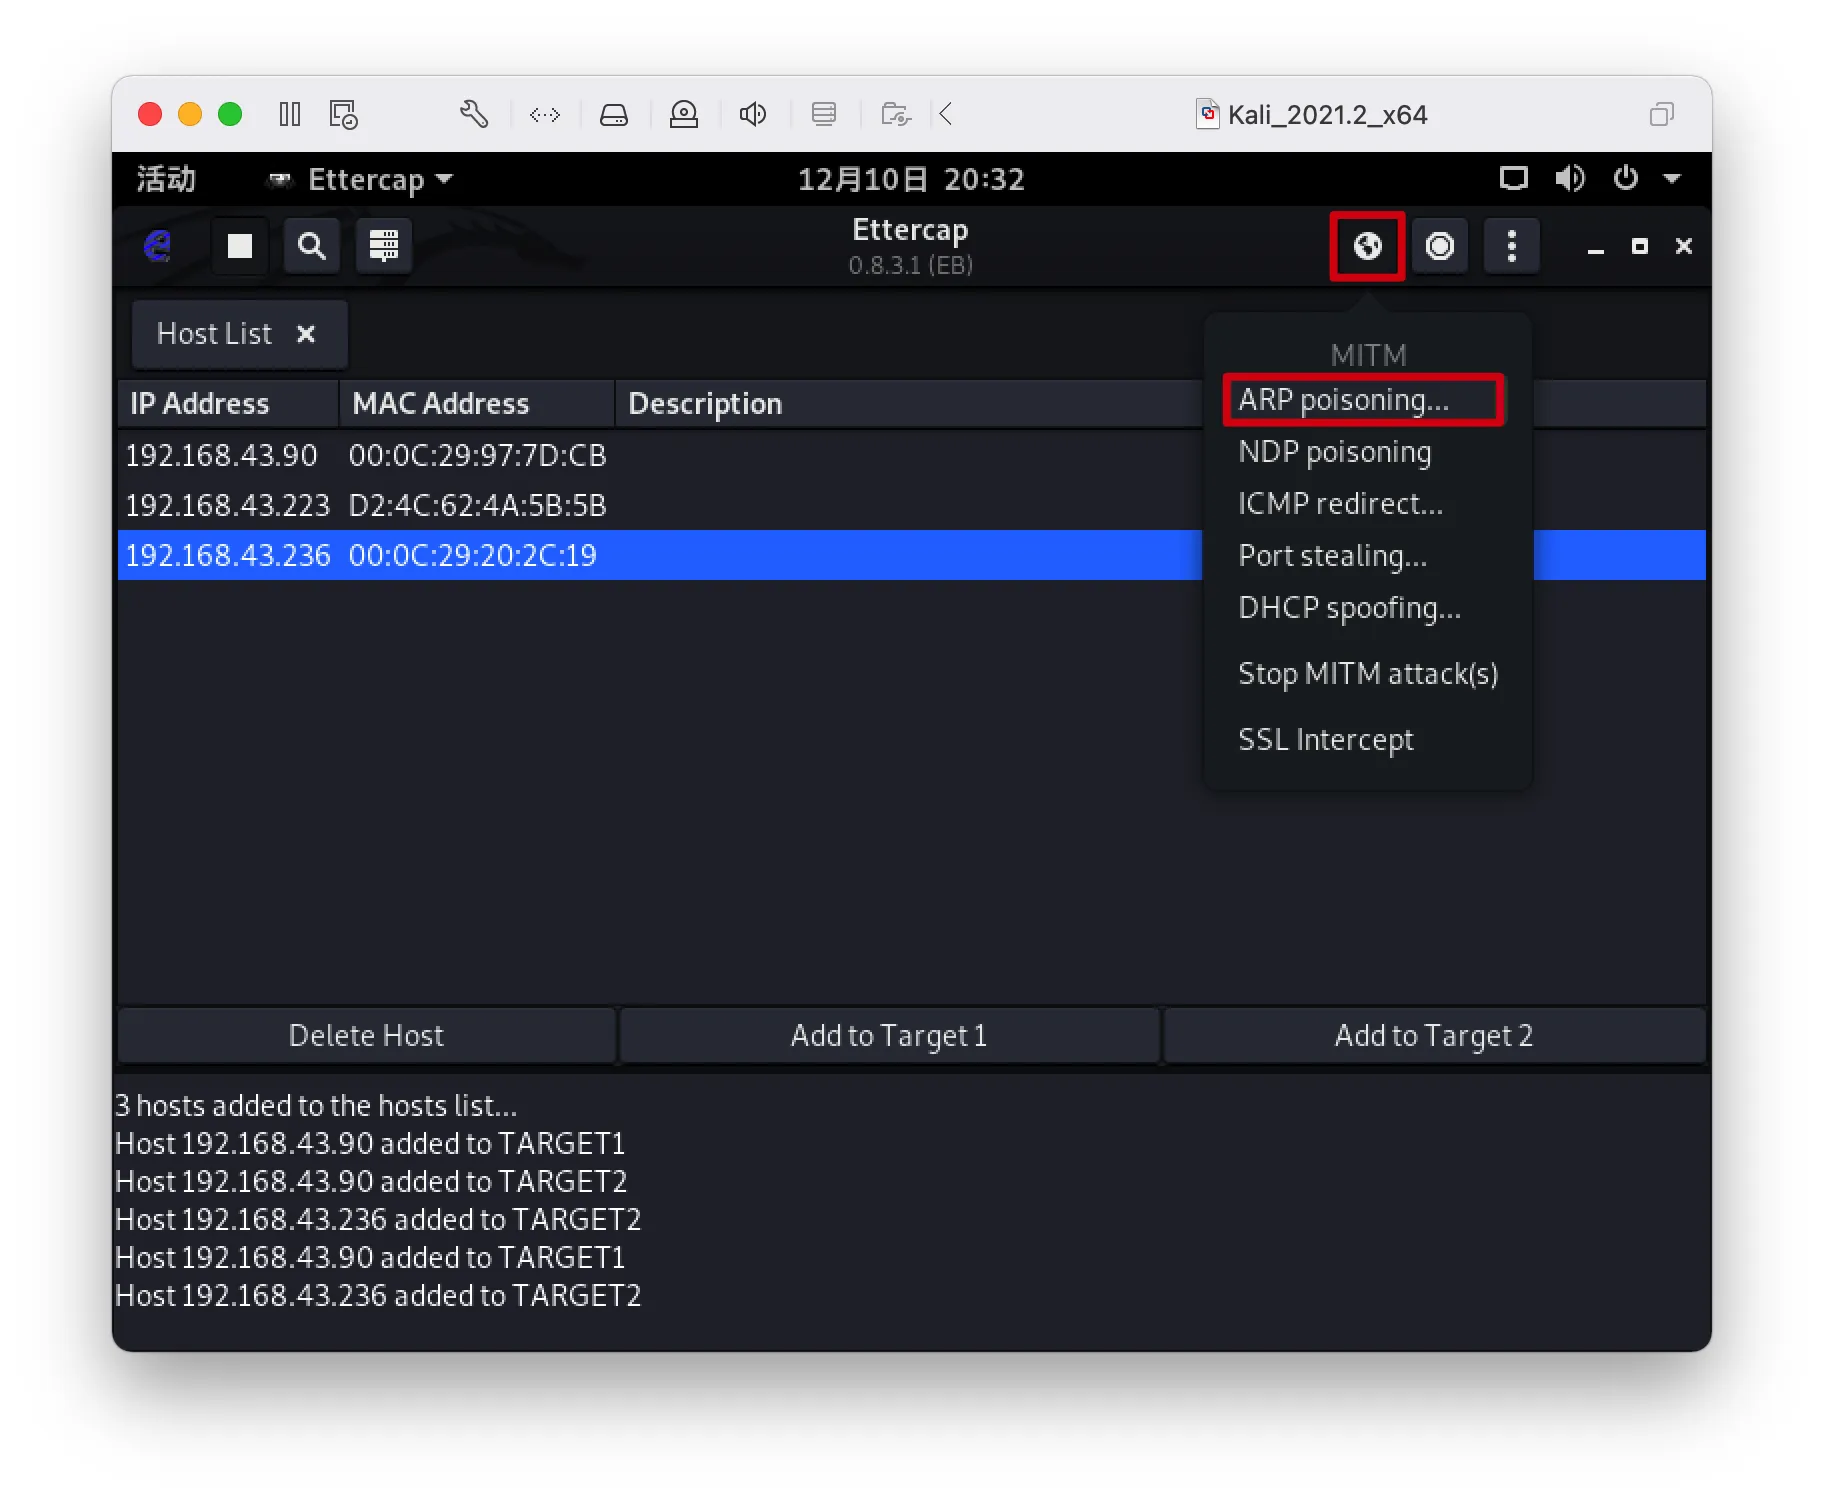 Kali_2021.2_x64
活动 Ettercap 12月10日 20:32
Ettercap
0.8.3.1 (EB)
Host List
MITM
ARP poisoning...
NDP poisoning
ICMP redirect...
Port stealing...
DHCP spoofing...
Stop MITM attack(s)
SSL Intercept
IP Address MAC Address Description
192.168.43.90 00:0C:29:97:7D:CB
192.168.43.223 D2:4C:62:4A:5B:5B
192.168.43.236 00:0C:29:20:2C:19
Delete Host Add to Target 1 Add to Target 2
3 hosts added to the hosts list...
Host 192.168.43.90 added to TARGET1
Host 192.168.43.90 added to TARGET2
Host 192.168.43.236 added to TARGET2
Host 192.168.43.90 added to TARGET1
Host 192.168.43.236 added to TARGET2